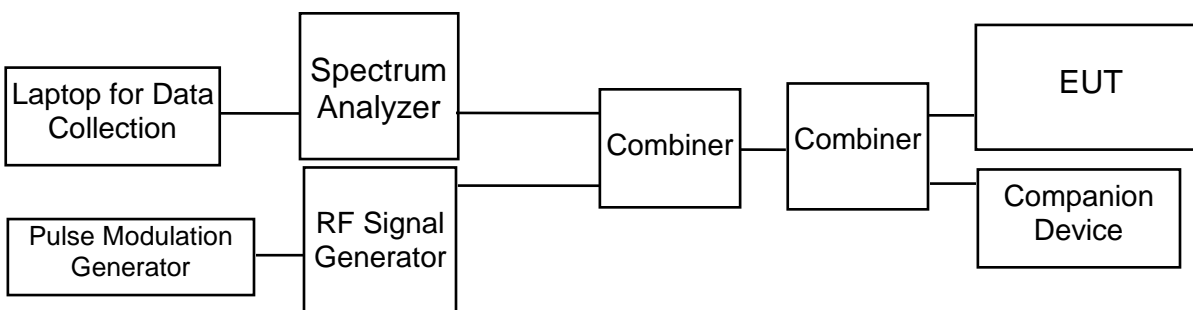 Laptop for Data
Collection
Spectrum
Analyzer
Pulse Modulation
Generator
RF Signal
Generator
Combiner
Combiner
EUT
Companion
Device